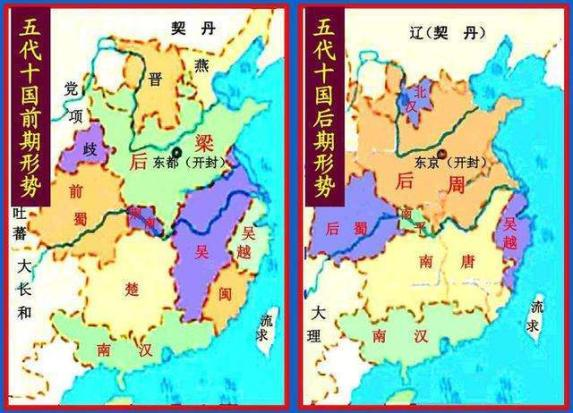 五代十国前期形势
契丹
晋
燕
党项
歧
后梁
东都（开封）
前蜀
吐蕃
荆南
吴
吴越
大长和
楚
闽
南汉
流求
五代十国后期形势
辽（契丹）
北汉
东京（开封）
后周
后蜀
南平
吴越
南唐
大理
南汉
流求